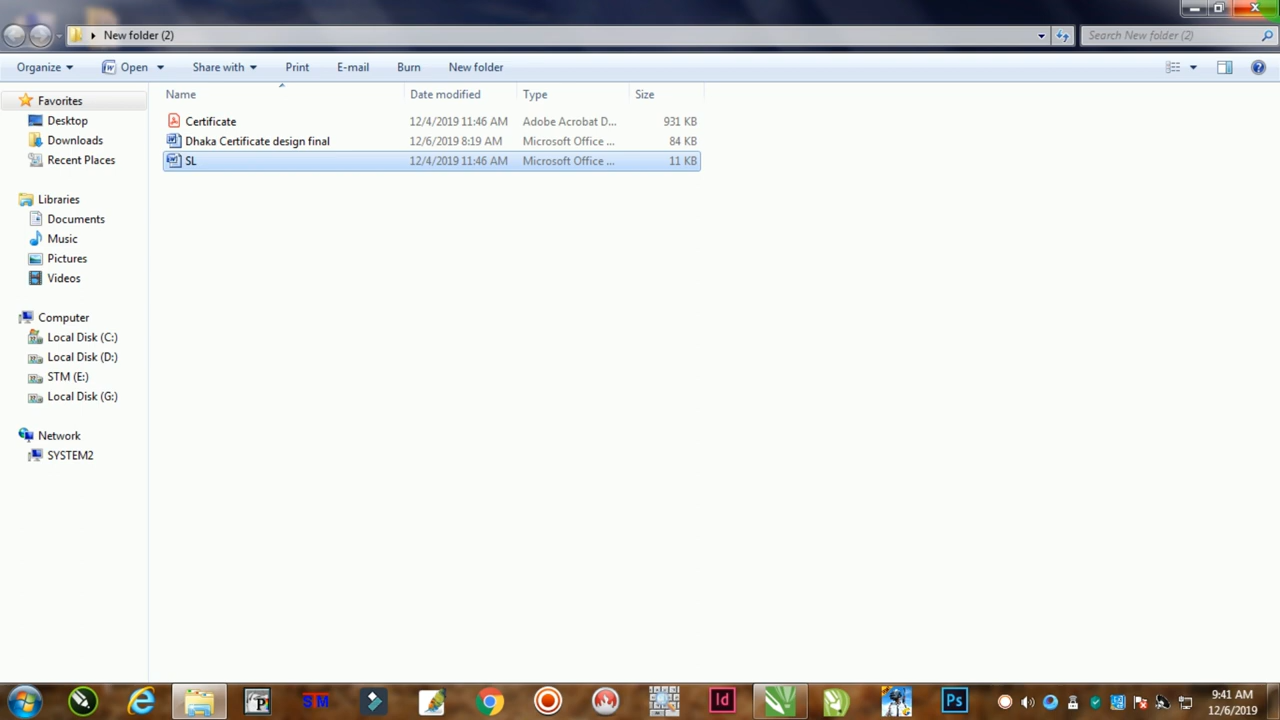 New folder (2)
Search New folder (2)
Organize Open Share with Print E-mail Burn New folder
Name Date modified Type Size
Favorites
Desktop
Downloads
Recent Places
Libraries
Documents
Music
Pictures
Videos
Computer
Local Disk (C:)
Local Disk (D:)
STM (E:)
Local Disk (G:)
Network
SYSTEM2
Certificate 12/4/2019 11:46 AM Adobe Acrobat D... 931 KB
Dhaka Certificate design final 12/6/2019 8:19 AM Microsoft Office ... 84 KB
SL 12/4/2019 11:46 AM Microsoft Office ... 11 KB
P SM Id Ps
9:41 AM
12/6/2019